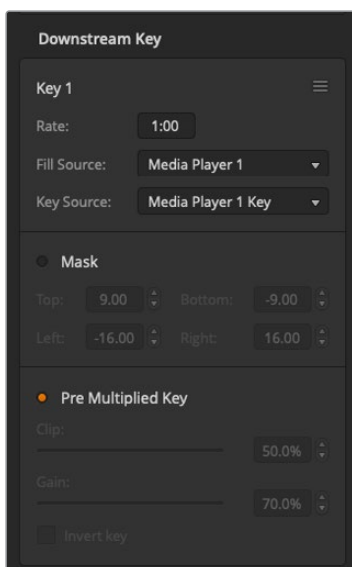 Downstream Key
Key 1
Rate: 1:00
Fill Source: Media Player 1
Key Source: Media Player 1 Key
Mask
Top: 9.00 Bottom: -9.00
Left: -16.00 Right: 16.00
Pre Multiplied Key
Clip:
50.0%
Gain:
70.0%
Invert key